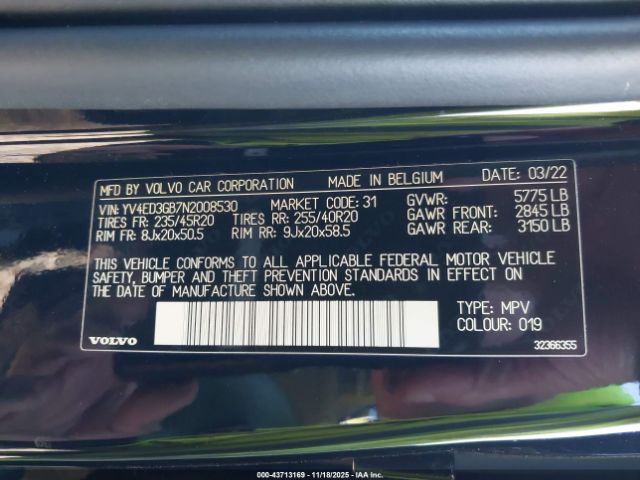 MFD BY VOLVO CAR CORPORATION MADE IN BELGIUM DATE: 03/22
VIN: YV4ED3GB7N2008530 MARKET CODE: 31 GVWR: 5775 LB
TIRES FR: 235/45R20 TIRES RR: 255/40R20 GAWR FRONT: 2845 LB
RIM FR: 8Jx20x50.5 RIM RR: 9Jx20x58.5 GAWR REAR: 3150 LB
THIS VEHICLE CONFORMS TO ALL APPLICABLE FEDERAL MOTOR VEHICLE
SAFETY, BUMPER AND THEFT PREVENTION STANDARDS IN EFFECT ON
THE DATE OF MANUFACTURE SHOWN ABOVE.
TYPE: MPV
COLOUR: 019
VOLVO
32366355
000-43713169 - 11/18/2025 - IAA Inc.